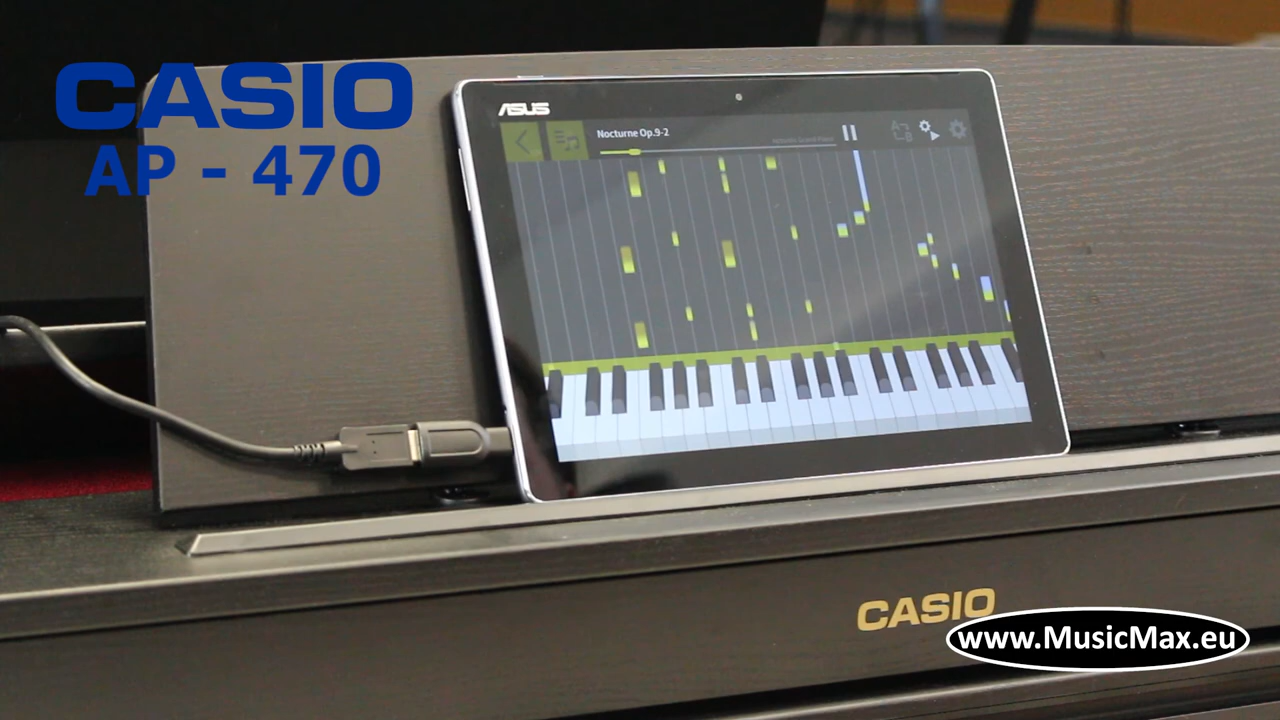 CASIO
AP - 470
ASUS
Nocturne Op.9-2
CASIO
www.MusicMax.eu